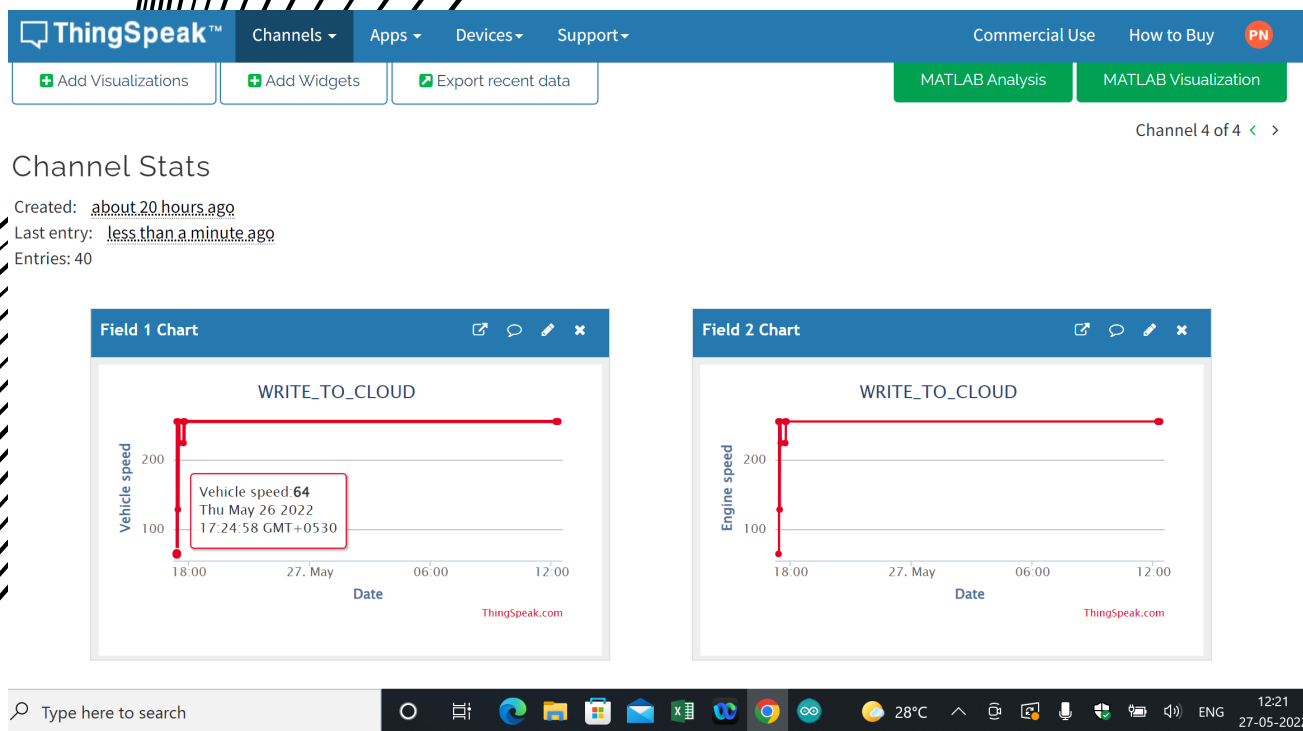 ThingSpeak™ Channels Apps Devices Support Commercial Use How to Buy PN
Add Visualizations Add Widgets Export recent data MATLAB Analysis MATLAB Visualization
Channel 4 of 4 < >
Channel Stats
Created: about 20 hours ago
Last entry: less than a minute ago
Entries: 40
Field 1 Chart
WRITE_TO_CLOUD
Vehicle speed
200
100
Vehicle speed:64
Thu May 26 2022
17:24:58 GMT+0530
18:00 27. May 06:00 12:00
Date
ThingSpeak.com
Field 2 Chart
WRITE_TO_CLOUD
Engine speed
200
100
18:00 27. May 06:00 12:00
Date
ThingSpeak.com
Type here to search 28°C ENG 12:21
27-05-2022